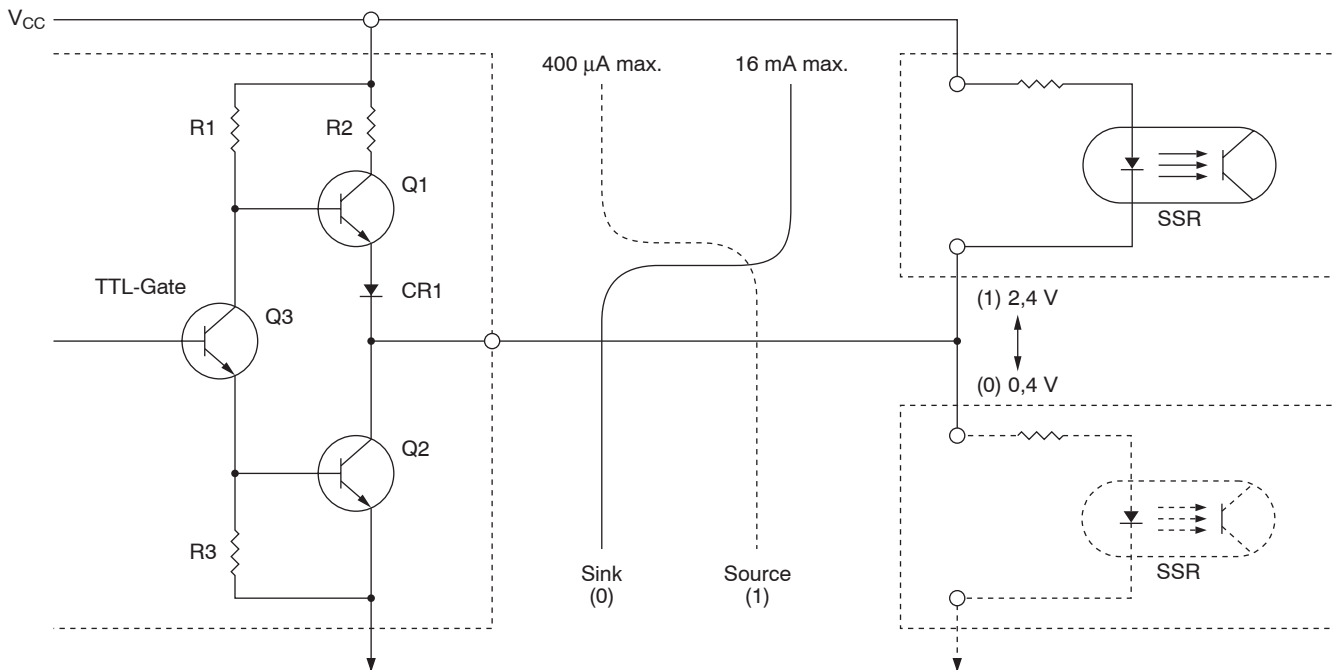 VCC
400 µA max.
16 mA max.
R1
R2
Q1
SSR
TTL-Gate
CR1
(1) 2,4 V
Q3
(0) 0,4 V
Q2
R3
Sink
(0)
Source
(1)
SSR